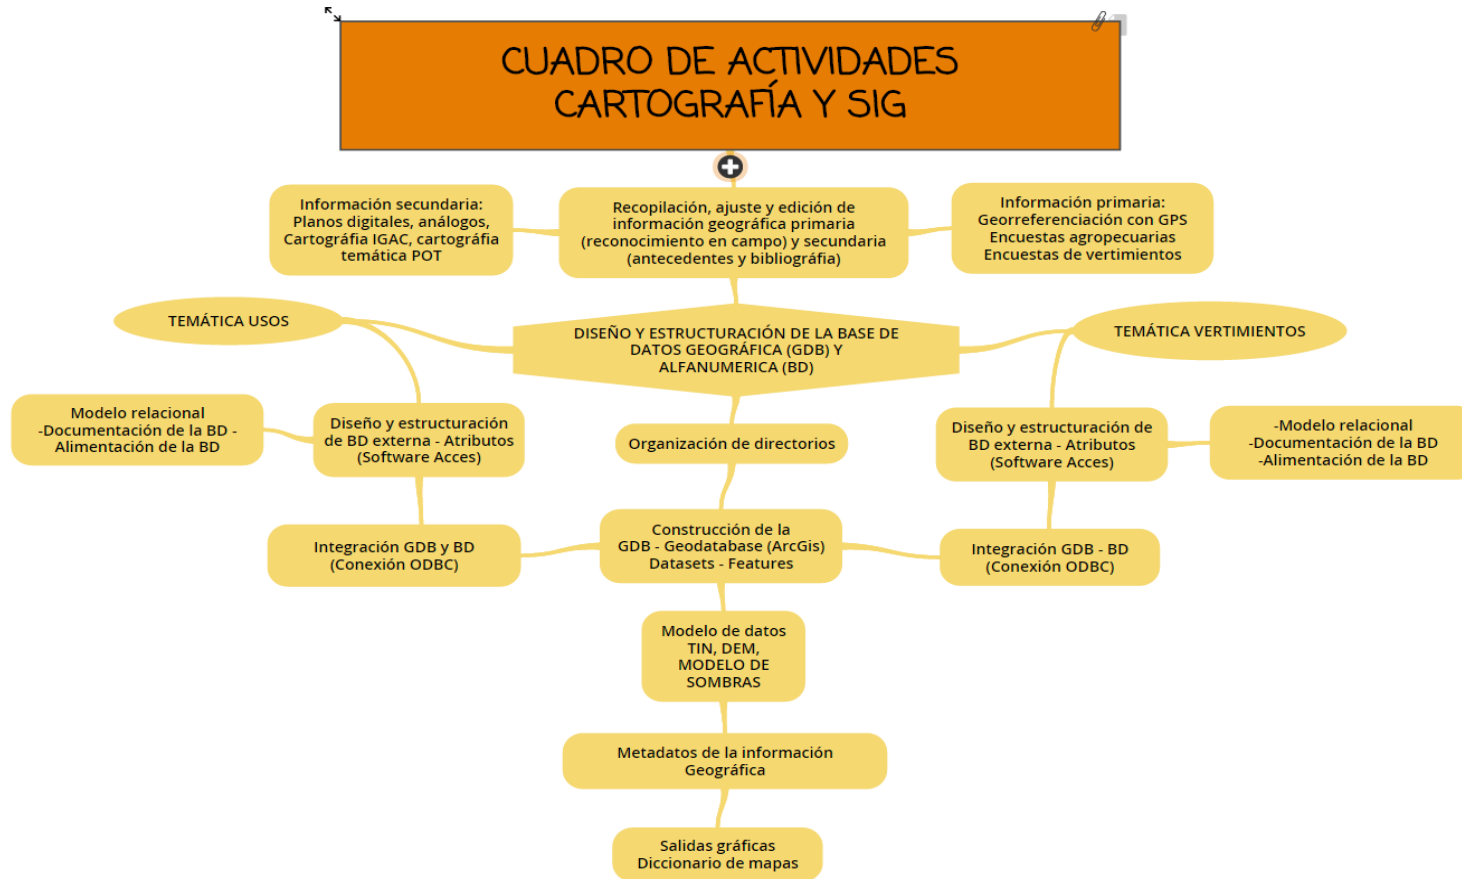 CUADRO DE ACTIVIDADES
CARTOGRAFÍA Y SIG
Información secundaria:
Planos digitales, análogos,
Cartográfia IGAC, cartográfia
temática POT
Recopilación, ajuste y edición de
información geográfica primaria
(reconocimiento en campo) y secundaria
(antecedentes y bibliográfia)
Información primaria:
Georreferenciación con GPS
Encuestas agropecuarias
Encuestas de vertimientos
TEMÁTICA USOS
DISEÑO Y ESTRUCTURACIÓN DE LA BASE DE
DATOS GEOGRÁFICA (GDB) Y
ALFANUMERICA (BD)
TEMÁTICA VERTIMIENTOS
Modelo relacional
-Documentación de la BD -
Alimentación de la BD
Diseño y estructuración
de BD externa - Atributos
(Software Acces)
Organización de directorios
Diseño y estructuración de
BD externa - Atributos
(Software Acces)
-Modelo relacional
-Documentación de la BD
-Alimentación de la BD
Integración GDB y BD
(Conexión ODBC)
Construcción de la
GDB - Geodatabase (ArcGis)
Datasets - Features
Integración GDB - BD
(Conexión ODBC)
Modelo de datos
TIN, DEM,
MODELO DE
SOMBRAS
Metadatos de la información
Geográfica
Salidas gráficas
Diccionario de mapas